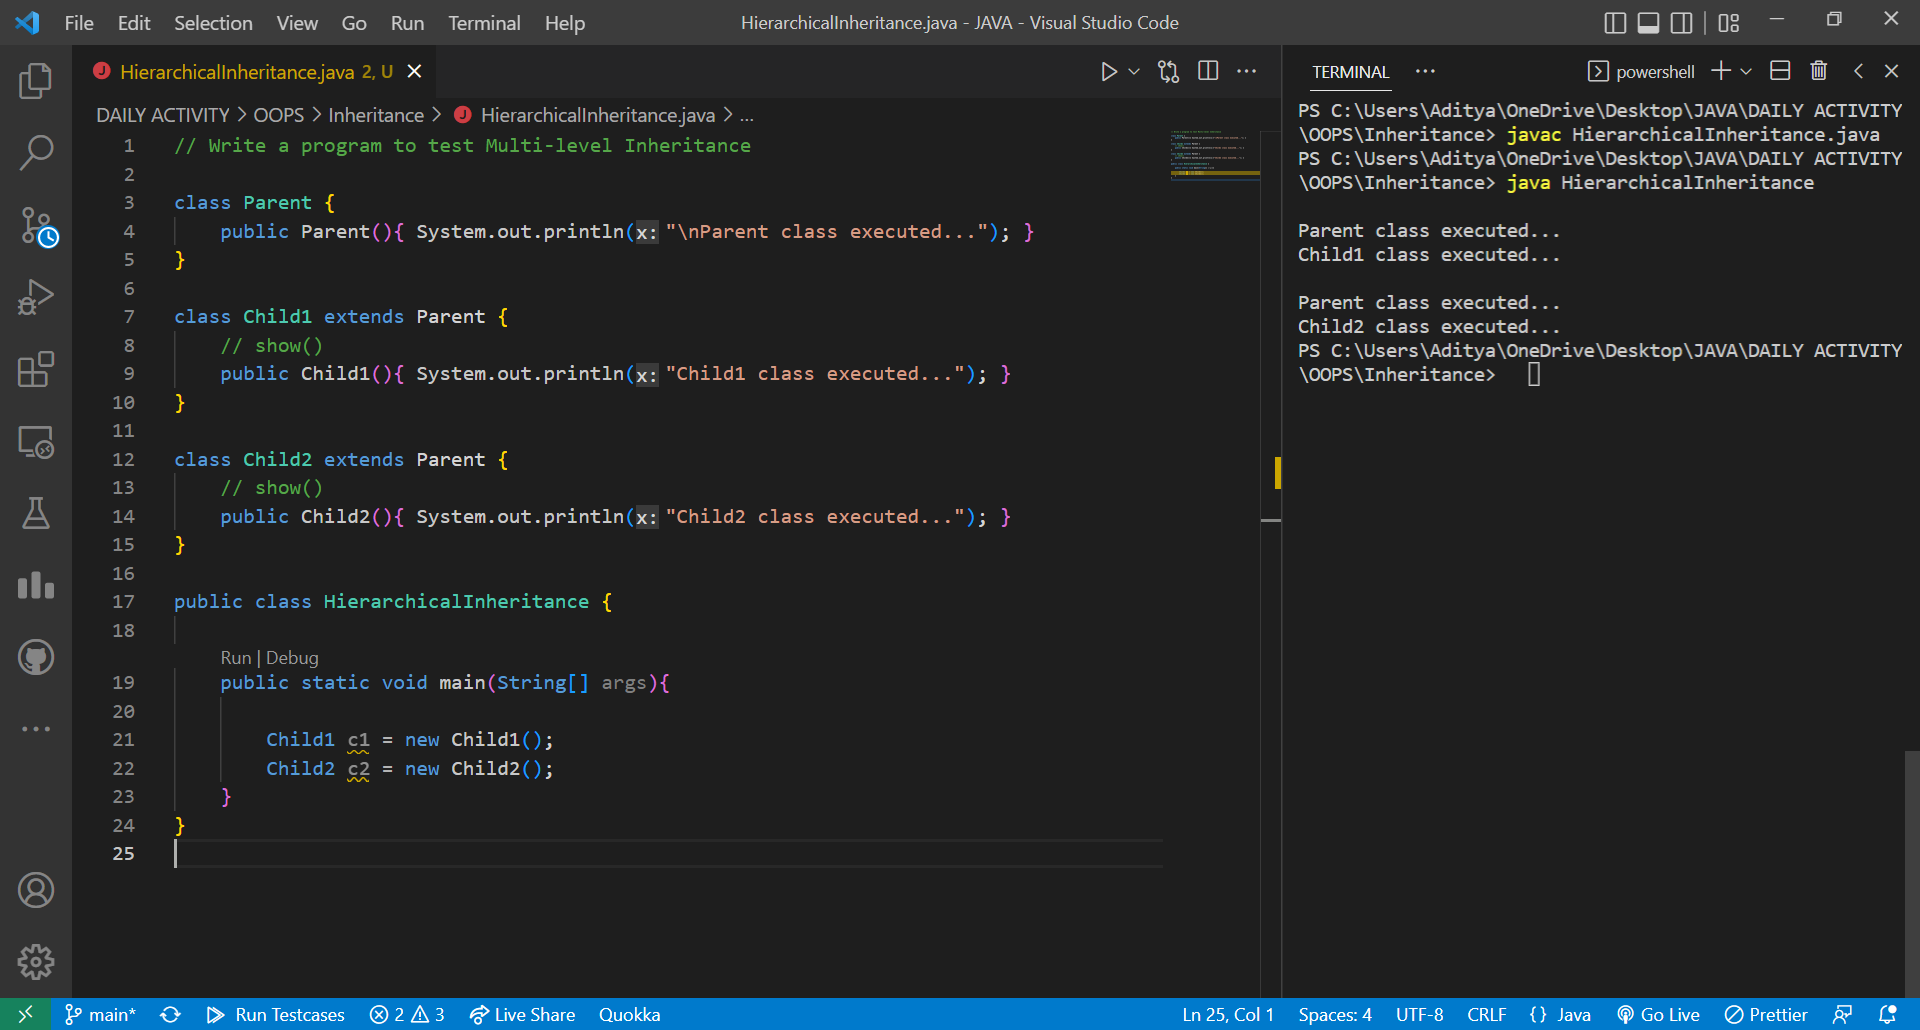 File Edit Selection View Go Run Terminal Help
HierarchicalInheritance.java - JAVA - Visual Studio Code
HierarchicalInheritance.java 2, U
DAILY ACTIVITY > OOPS > Inheritance > HierarchicalInheritance.java > ...
1 // Write a program to test Multi-level Inheritance
2
3 class Parent {
4 public Parent(){ System.out.println(x: "\nParent class executed..."); }
5 }
6
7 class Child1 extends Parent {
8 // show()
9 public Child1(){ System.out.println(x: "Child1 class executed..."); }
10 }
11
12 class Child2 extends Parent {
13 // show()
14 public Child2(){ System.out.println(x: "Child2 class executed..."); }
15 }
16
17 public class HierarchicalInheritance {
18
Run | Debug
19 public static void main(String[] args){
20
21 Child1 c1 = new Child1();
22 Child2 c2 = new Child2();
23 }
24 }
25
TERMINAL
powershell
PS C:\Users\Aditya\OneDrive\Desktop\JAVA\DAILY ACTIVITY
\OOPS\Inheritance> javac HierarchicalInheritance.java
PS C:\Users\Aditya\OneDrive\Desktop\JAVA\DAILY ACTIVITY
\OOPS\Inheritance> java HierarchicalInheritance
Parent class executed...
Child1 class executed...
Parent class executed...
Child2 class executed...
PS C:\Users\Aditya\OneDrive\Desktop\JAVA\DAILY ACTIVITY
\OOPS\Inheritance>
main* Run Testcases 2 3 Live Share Quokka Ln 25, Col 1 Spaces: 4 UTF-8 CRLF {} Java Go Live Prettier